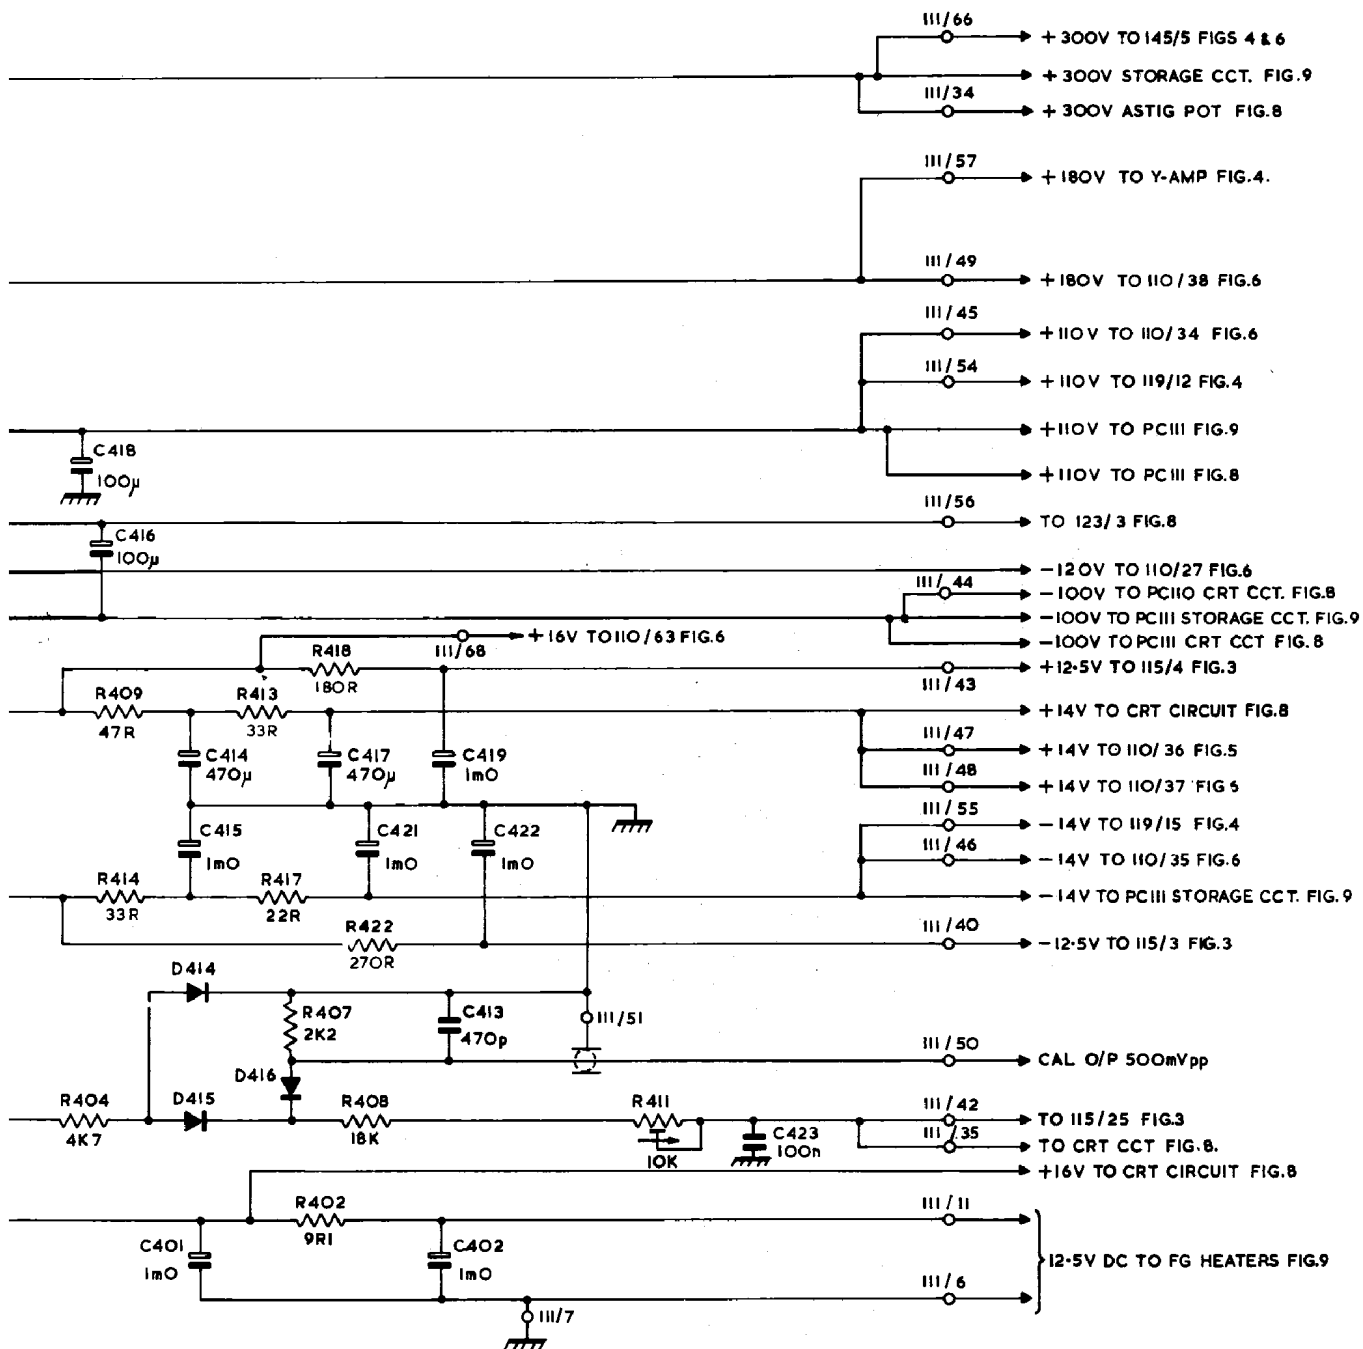 111/66
+300V TO 145/5 FIGS 4 & 6
+300V STORAGE CCT. FIG.9
111/34
+300V ASTIG POT FIG.8
111/57
+180V TO Y-AMP FIG.4.
111/49
+180V TO 110/38 FIG.6
111/45
+110V TO 110/34 FIG.6
111/54
+110V TO 119/12 FIG.4
+110V TO PC111 FIG.9
C418
100µ
+110V TO PC111 FIG.8
111/56
TO 123/3 FIG.8
C416
100µ
-120V TO 110/27 FIG.6
111/44
-100V TO PC110 CRT CCT. FIG.8
-100V TO PC111 STORAGE CCT. FIG.9
+16V TO 110/63 FIG.6
-100V TO PC111 CRT CCT FIG.8
111/68
R418
180R
+12·5V TO 115/4 FIG.3
111/43
R409
47R
R413
33R
+14V TO CRT CIRCUIT FIG.8
C414
470µ
C417
470µ
C419
1m0
111/47
+14V TO 110/36 FIG.5
111/48
+14V TO 110/37 FIG 6
111/55
-14V TO 119/15 FIG.4
C415
1m0
C421
1m0
C422
1m0
111/46
-14V TO 110/35 FIG.6
R414
33R
R417
22R
-14V TO PC111 STORAGE CCT. FIG.9
R422
270R
111/40
-12·5V TO 115/3 FIG.3
D414
R407
2K2
C413
470p
111/51
111/50
CAL O/P 500mVpp
D416
R404
4K7
D415
R408
18K
R411
10K
111/42
TO 115/25 FIG.3
C423
100n
111/35
TO CRT CCT FIG.8.
+16V TO CRT CIRCUIT FIG.8
R402
9R1
111/11
C401
1m0
C402
1m0
12·5V DC TO FG HEATERS FIG.9
111/6
111/7